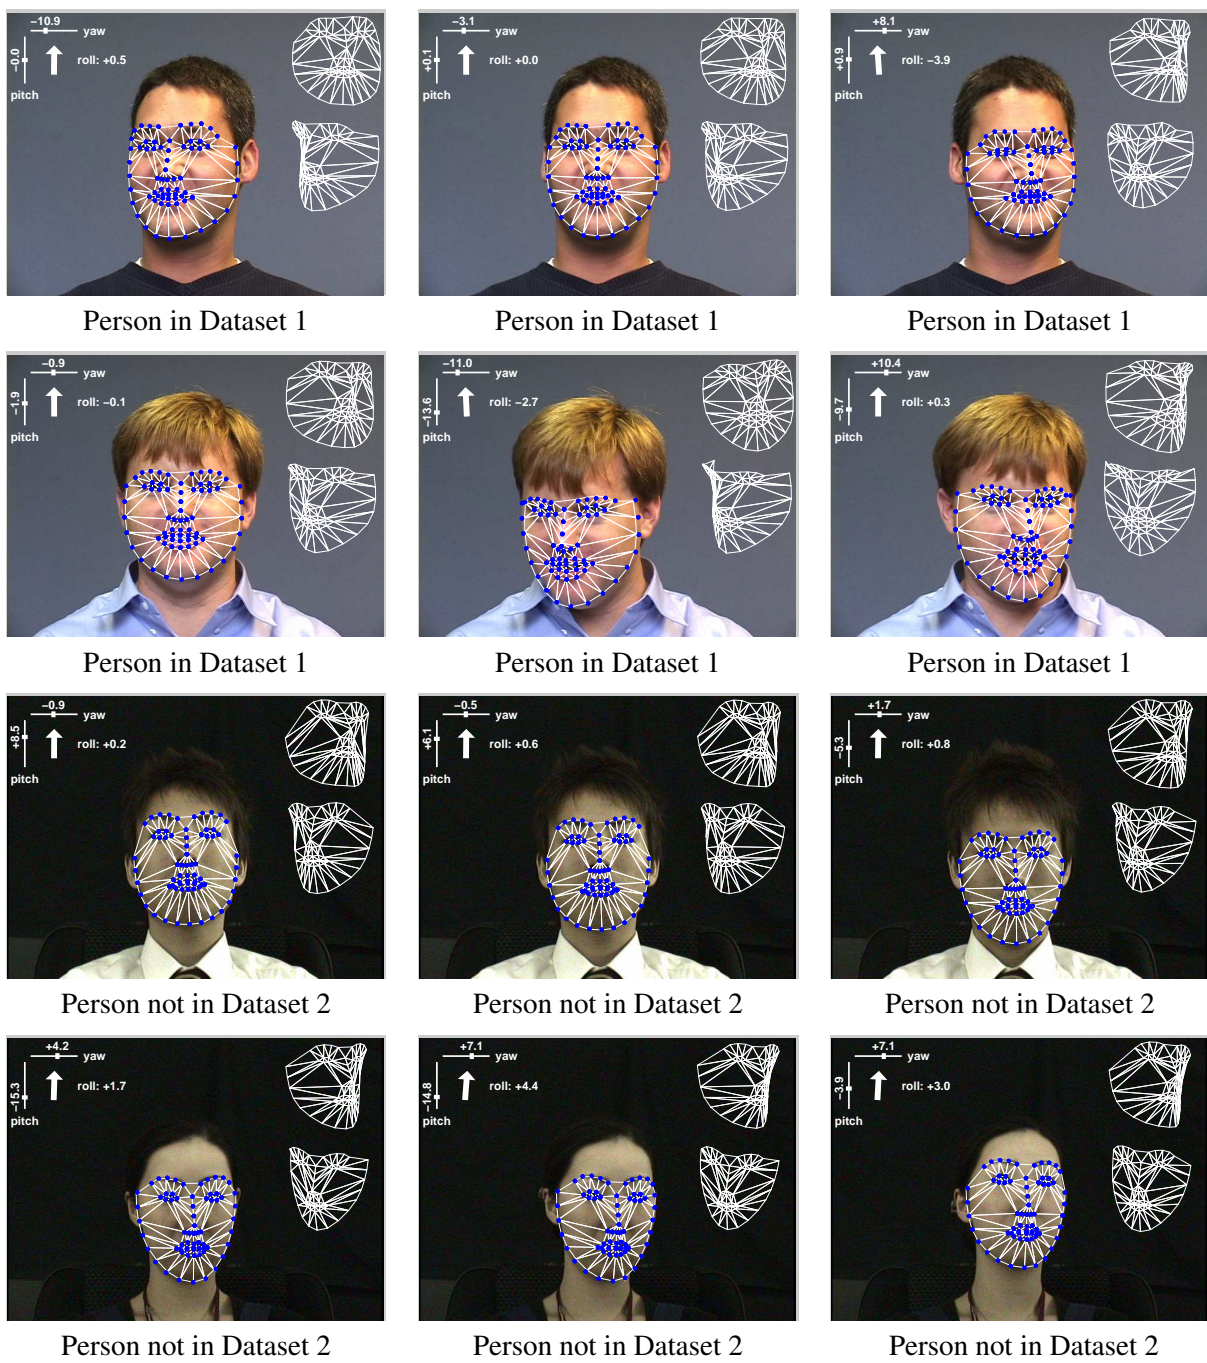 −10.9
yaw
−0.0
roll: +0.5
pitch
−3.1
yaw
+0.1
roll: +0.0
pitch
+8.1
yaw
+0.9
roll: −3.9
pitch
Person in Dataset 1
Person in Dataset 1
Person in Dataset 1
−0.9
yaw
−1.9
roll: −0.1
pitch
−11.0
yaw
−13.6
roll: −2.7
pitch
+10.4
yaw
−9.7
roll: +0.3
pitch
Person in Dataset 1
Person in Dataset 1
Person in Dataset 1
−0.9
yaw
+8.5
roll: +0.2
pitch
−0.5
yaw
+6.1
roll: +0.6
pitch
+1.7
yaw
−5.3
roll: +0.8
pitch
Person not in Dataset 2
Person not in Dataset 2
Person not in Dataset 2
+4.2
yaw
−15.3
roll: +1.7
pitch
+7.1
yaw
−14.8
roll: +4.4
pitch
+7.1
yaw
−3.9
roll: +3.0
pitch
Person not in Dataset 2
Person not in Dataset 2
Person not in Dataset 2